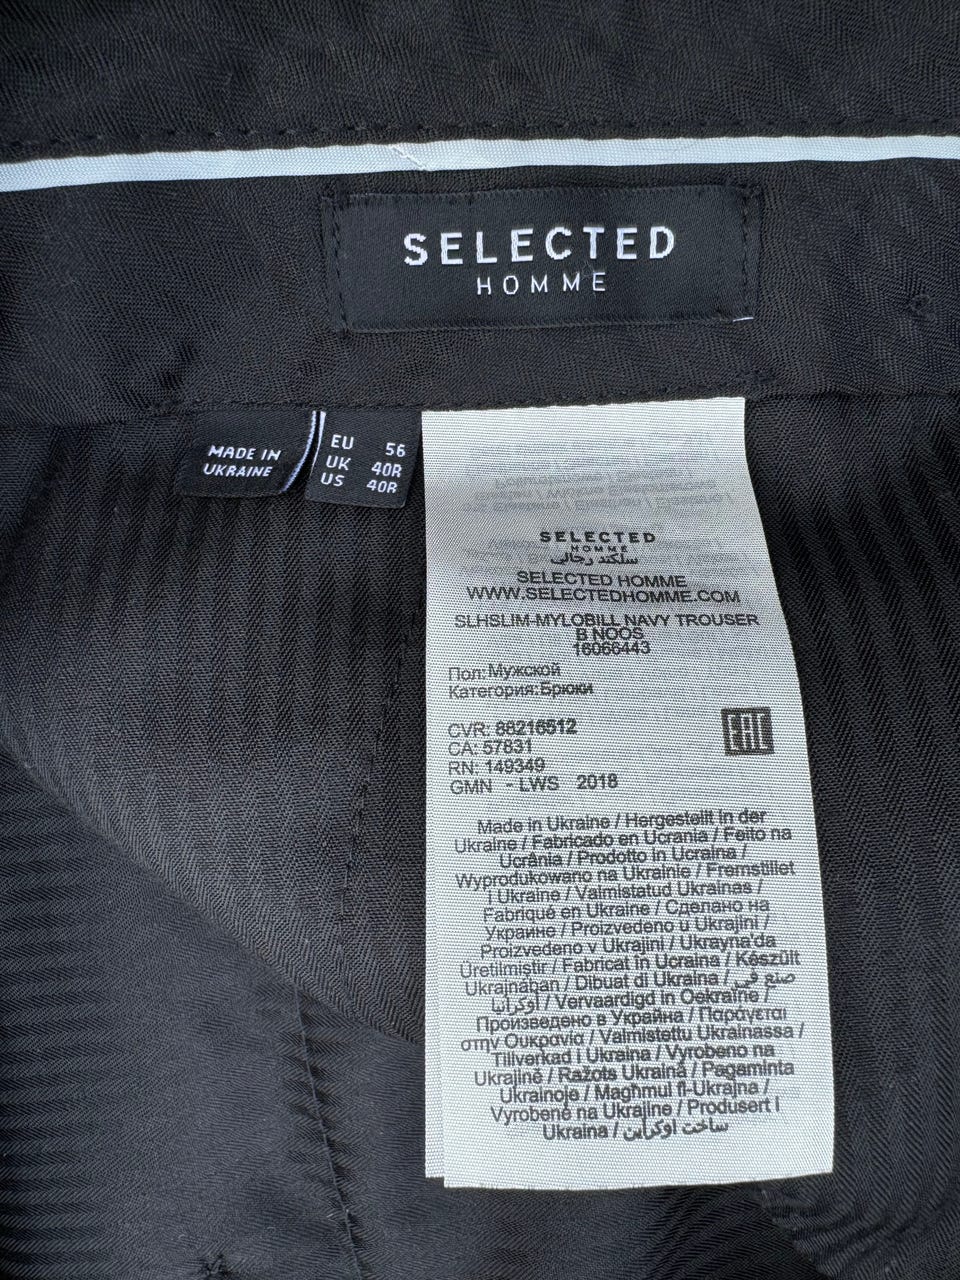 SELECTED
HOMME
MADE IN
UKRAINE
EU 56
UK 40R
US 40R
SELECTED
HOMME
سلكتد رجالي
SELECTED HOMME
WWW.SELECTEDHOMME.COM
SLHSLIM-MYLOBILL NAVY TROUSER
B NOOS
16066443
Пол:Мужской
Категория:Брюки
EAC
CVR: 88216512
CA: 57831
RN: 149349
GMN - LWS 2018
Made in Ukraine / Hergestellt in der
Ukraine / Fabricado en Ucrania / Feito na
Ucrânia / Prodotto in Ucraina /
Wyprodukowano na Ukrainie / Fremstillet
i Ukraine / Valmistatud Ukrainas /
Fabriqué en Ukraine / Сделано на
Украине / Proizvedeno u Ukrajini /
Proizvedeno v Ukrajini / Ukrayna'da
Üretilmiştir / Fabricat în Ucraina / Készült
Ukrajnában / Dibuat di Ukraina / صنع في
أوكرانيا / Vervaardigd in Oekraïne /
Произведено в Украйна / Παράγεται
στην Ουκρανία / Valmistettu Ukrainassa /
Tillverkad i Ukraina / Vyrobeno na
Ukrajině / Ražots Ukrainā / Pagaminta
Ukrainoje / Magħmul fl-Ukrajna /
Vyrobené na Ukrajine / Produsert i
Ukraina / ساخت اوکراین